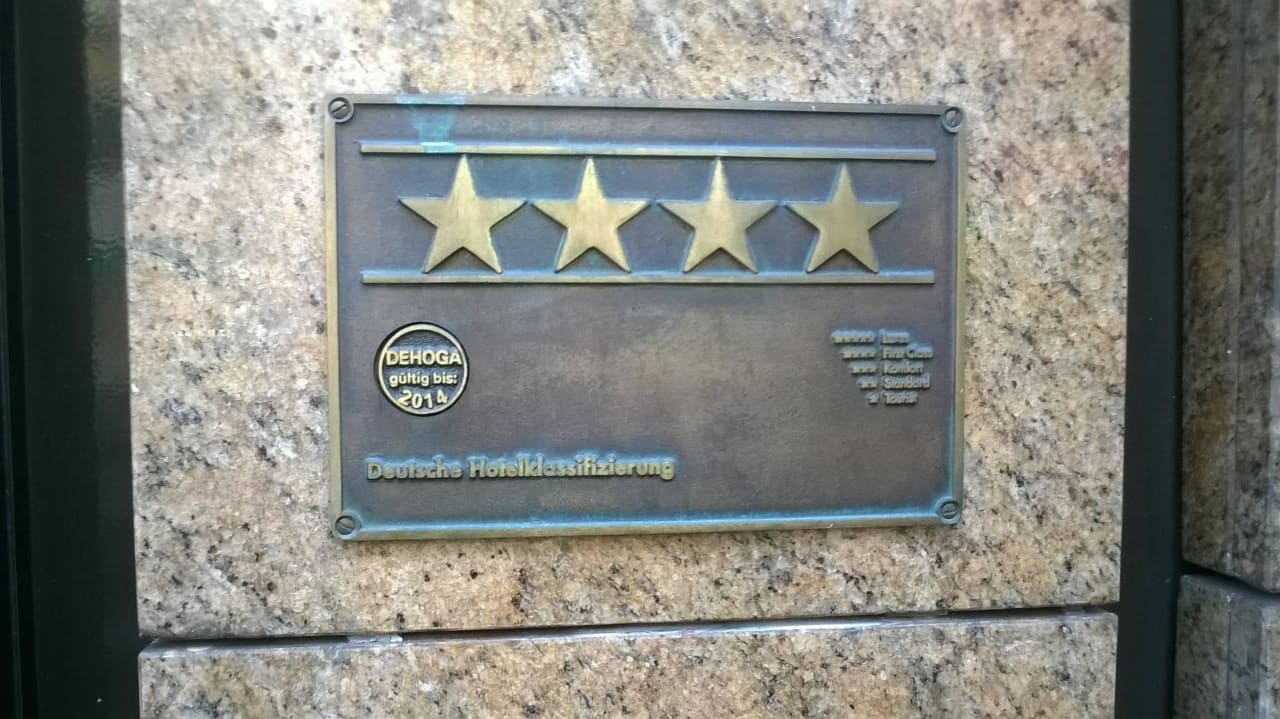 DEHOGA
gültig bis:
2014
Luxus
First Class
Komfort
Standard
Tourist
Deutsche Hotelklassifizierung